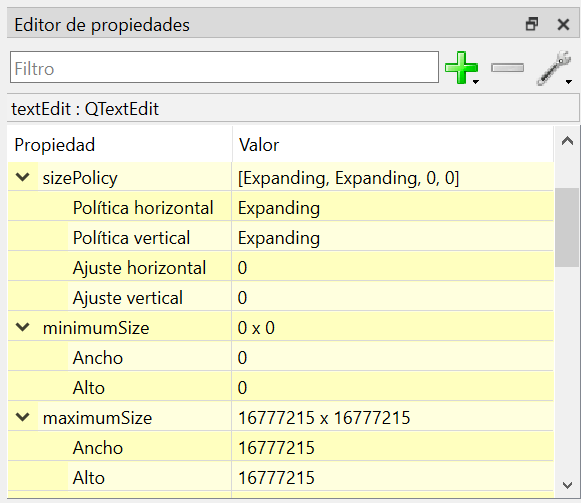 Editor de propiedades
Filtro
textEdit : QTextEdit
Propiedad Valor
sizePolicy [Expanding, Expanding, 0, 0]
Política horizontal Expanding
Política vertical Expanding
Ajuste horizontal 0
Ajuste vertical 0
minimumSize 0 x 0
Ancho 0
Alto 0
maximumSize 16777215 x 16777215
Ancho 16777215
Alto 16777215